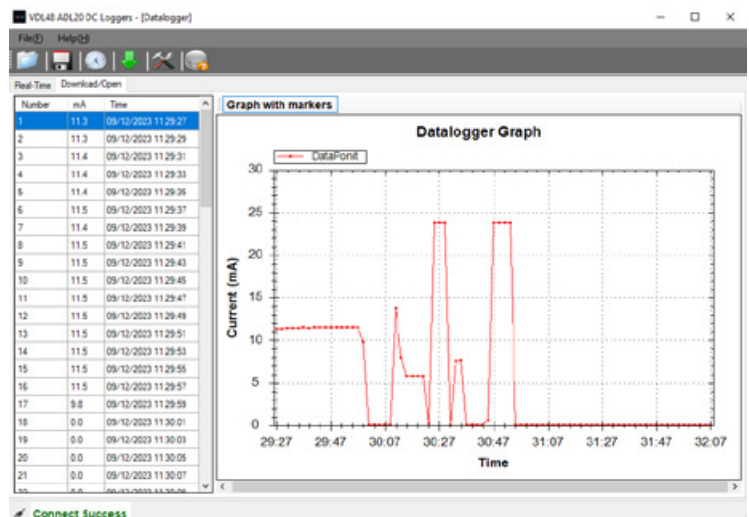 VDL48 ADL20 DC Loggers - [Datalogger]
File(F) Help(H)
Real-Time Download/Open
Number mA Time
1 11.3 09/12/2023 11:29:27
2 11.3 09/12/2023 11:29:29
3 11.4 09/12/2023 11:29:31
4 11.4 09/12/2023 11:29:33
5 11.4 09/12/2023 11:29:35
6 11.5 09/12/2023 11:29:37
7 11.4 09/12/2023 11:29:39
8 11.5 09/12/2023 11:29:41
9 11.5 09/12/2023 11:29:43
10 11.5 09/12/2023 11:29:45
11 11.5 09/12/2023 11:29:47
12 11.5 09/12/2023 11:29:49
13 11.5 09/12/2023 11:29:51
14 11.5 09/12/2023 11:29:53
15 11.5 09/12/2023 11:29:55
16 11.5 09/12/2023 11:29:57
17 9.8 09/12/2023 11:29:59
18 0.0 09/12/2023 11:30:01
19 0.0 09/12/2023 11:30:03
20 0.0 09/12/2023 11:30:05
21 0.0 09/12/2023 11:30:07
Graph with markers
Datalogger Graph
DataPonit
30
25
20
15
10
5
0
Current (mA)
29:27 29:47 30:07 30:27 30:47 31:07 31:27 31:47 32:07
Time
Connect Success